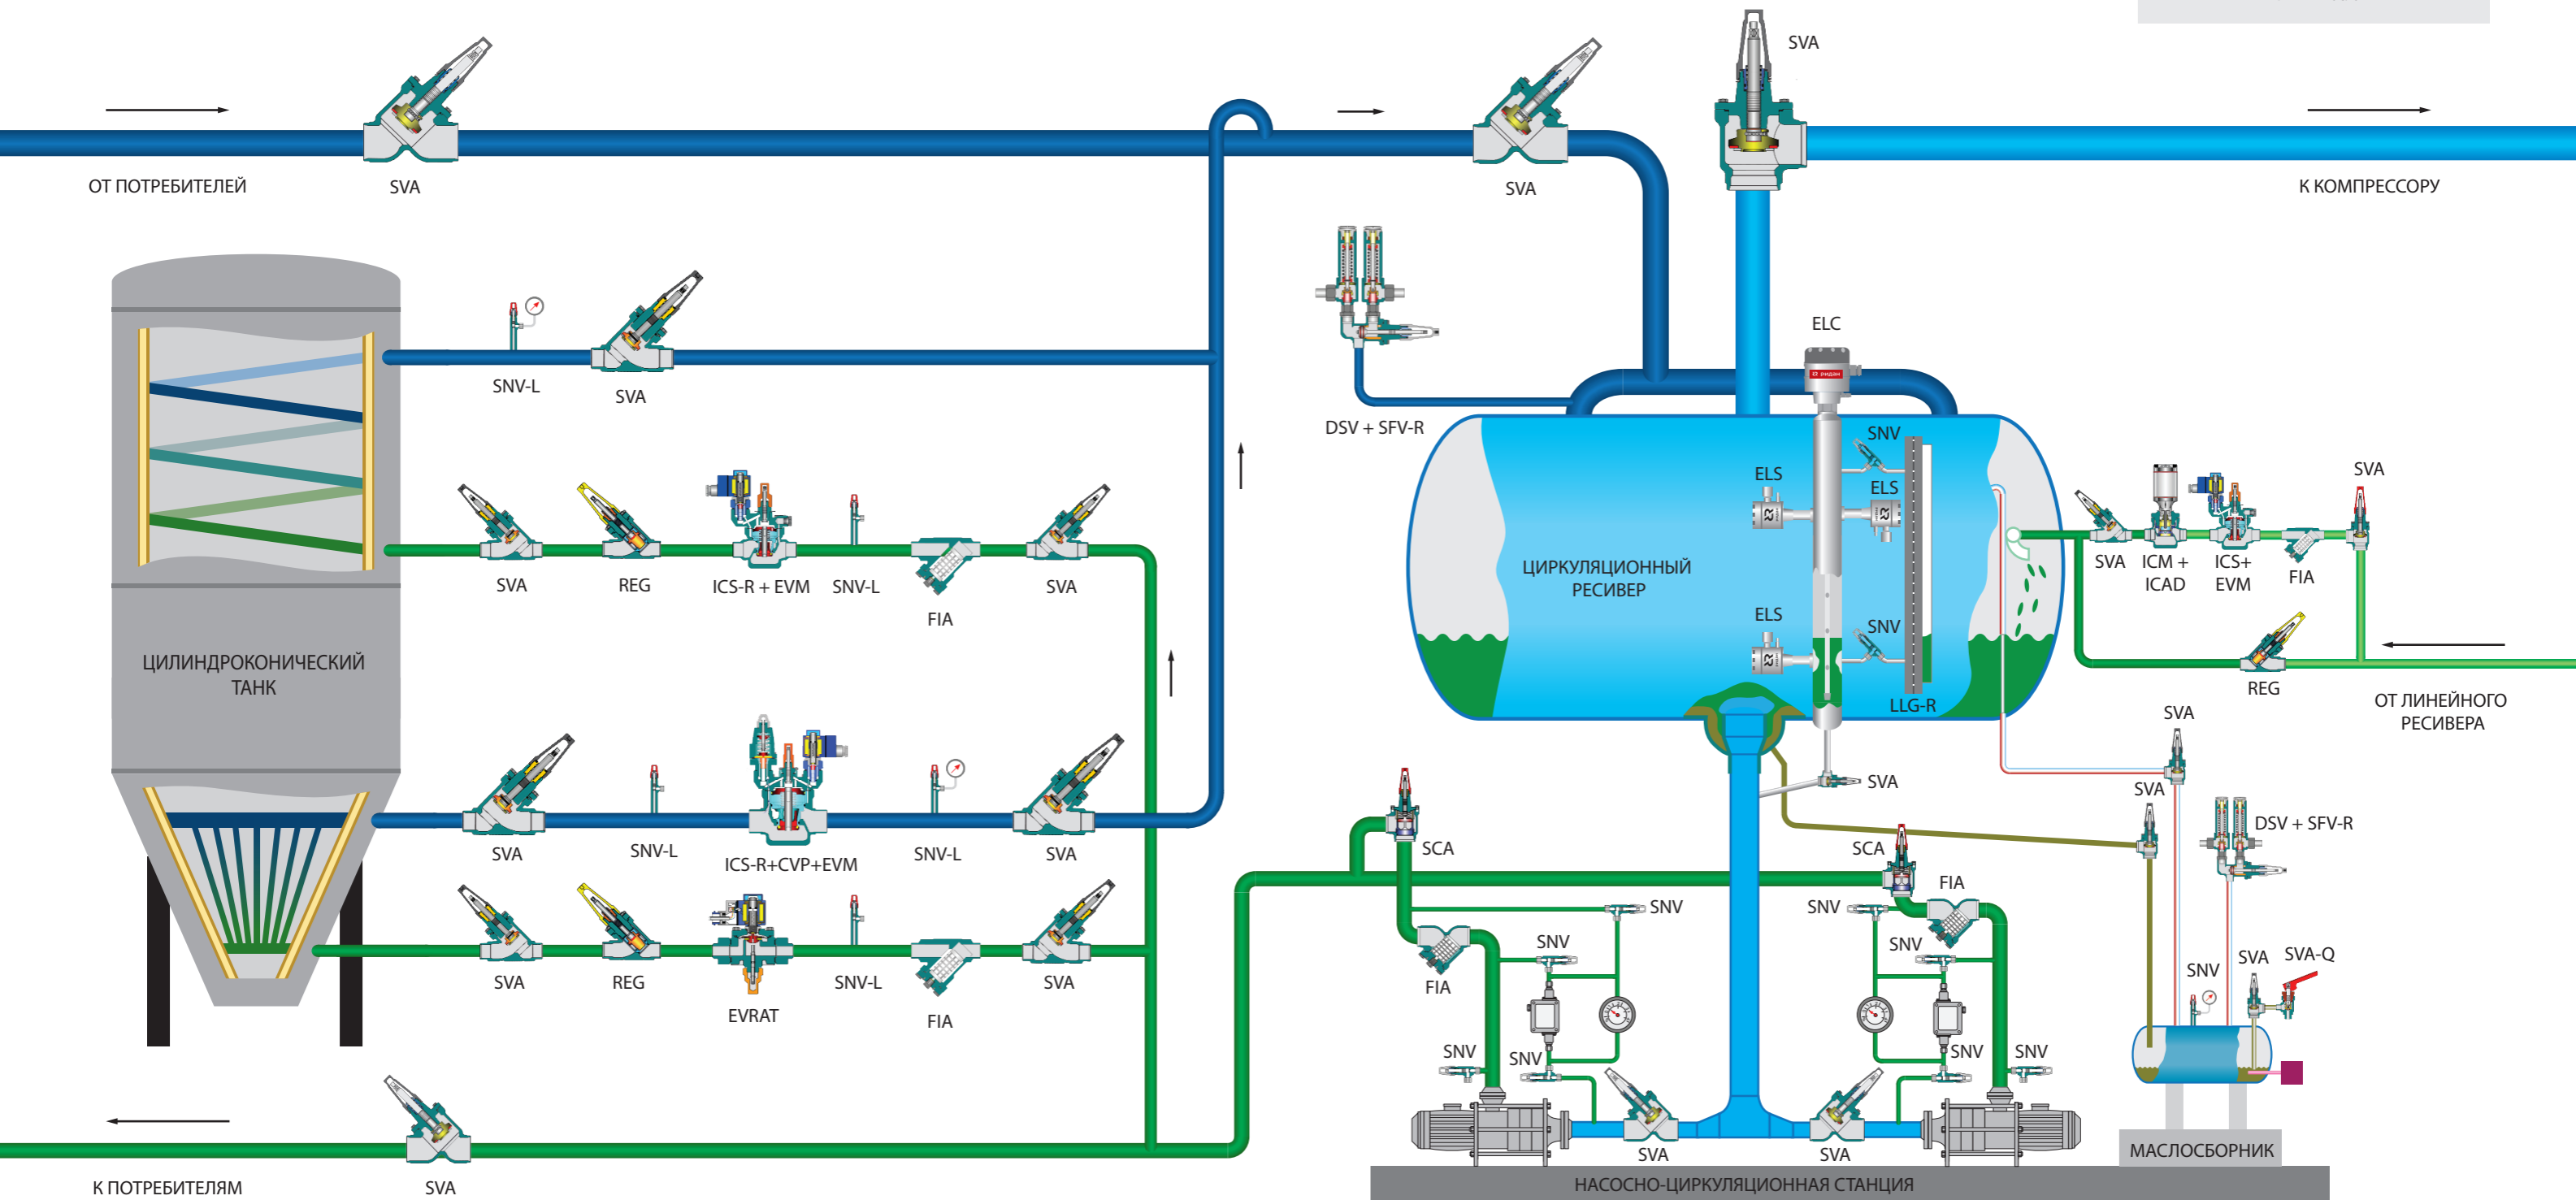 SVA
ОТ ПОТРЕБИТЕЛЕЙ
SVA
SVA
К КОМПРЕССОРУ
SNV-L
SVA
DSV + SFV-R
ELC
ридан
SNV
ELS
ELS
SVA
REG
ICS-R + EVM
SNV-L
FIA
SVA
ЦИРКУЛЯЦИОННЫЙ
РЕСИВЕР
ELS
SNV
LLG-R
SVA
SVA
ICM +
ICAD
ICS+
EVM
FIA
REG
ОТ ЛИНЕЙНОГО
РЕСИВЕРА
ЦИЛИНДРОКОНИЧЕСКИЙ
ТАНК
SVA
SNV-L
ICS-R+CVP+EVM
SNV-L
SVA
SVA
SVA
SVA
DSV + SFV-R
SCA
SCA
FIA
SNV
SNV
SNV
SNV
FIA
SVA
REG
EVRAT
SNV-L
FIA
SVA
SNV
SNV
SNV
SNV
SNV
SVA
SVA-Q
SVA
SVA
МАСЛОСБОРНИК
НАСОСНО-ЦИРКУЛЯЦИОННАЯ СТАНЦИЯ
К ПОТРЕБИТЕЛЯМ
SVA